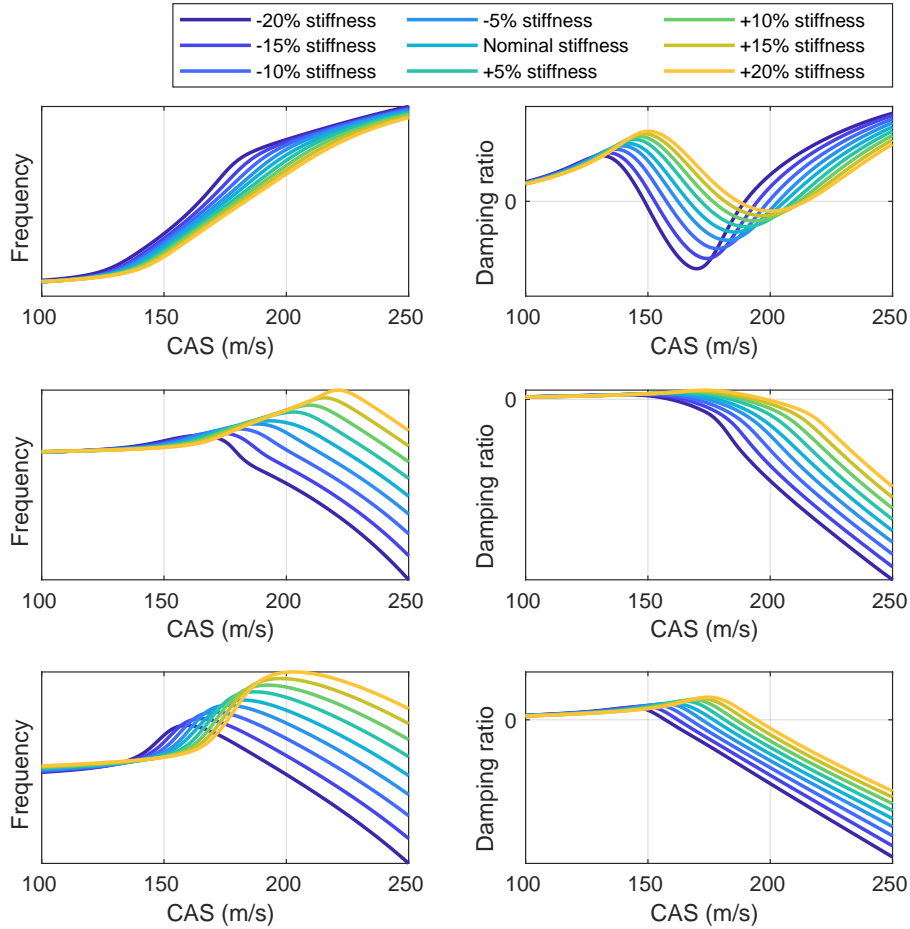 -20% stiffness -5% stiffness +10% stiffness
-15% stiffness Nominal stiffness +15% stiffness
-10% stiffness +5% stiffness +20% stiffness
Frequency
100 150 200 250
CAS (m/s)
Damping ratio
0
100 150 200 250
CAS (m/s)
Frequency
100 150 200 250
CAS (m/s)
Damping ratio
0
100 150 200 250
CAS (m/s)
Frequency
100 150 200 250
CAS (m/s)
Damping ratio
0
100 150 200 250
CAS (m/s)